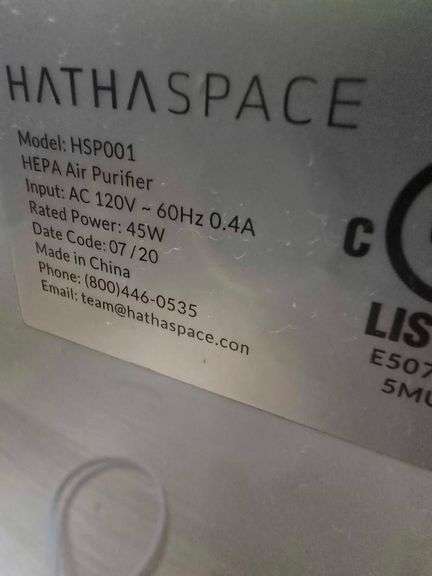 HATHASPACE
Model: HSP001
HEPA Air Purifier
Input: AC 120V ~ 60Hz 0.4A
Rated Power: 45W
Date Code: 07/20
Made in China
Phone: (800)446-0535
Email: team@hathaspace.con
C
LIS
E507
5MU